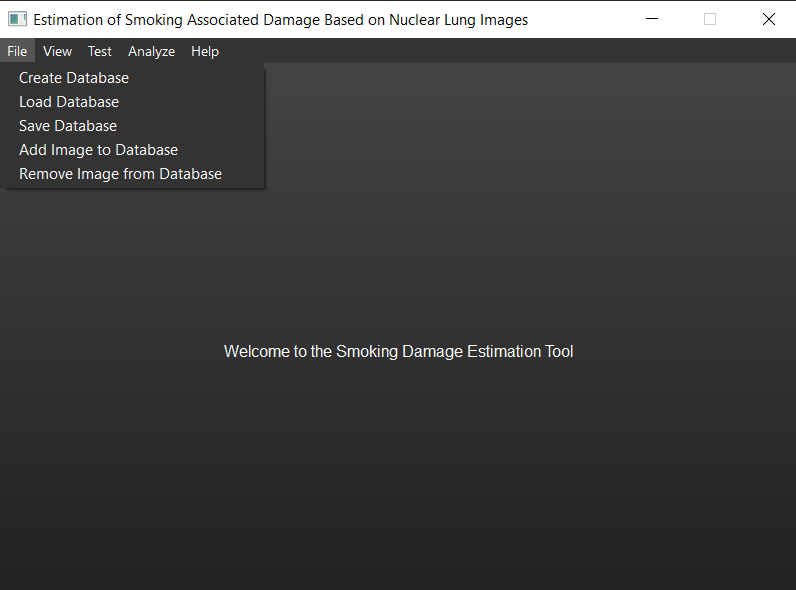 Estimation of Smoking Associated Damage Based on Nuclear Lung Images
File View Test Analyze Help
Create Database
Load Database
Save Database
Add Image to Database
Remove Image from Database
Welcome to the Smoking Damage Estimation Tool